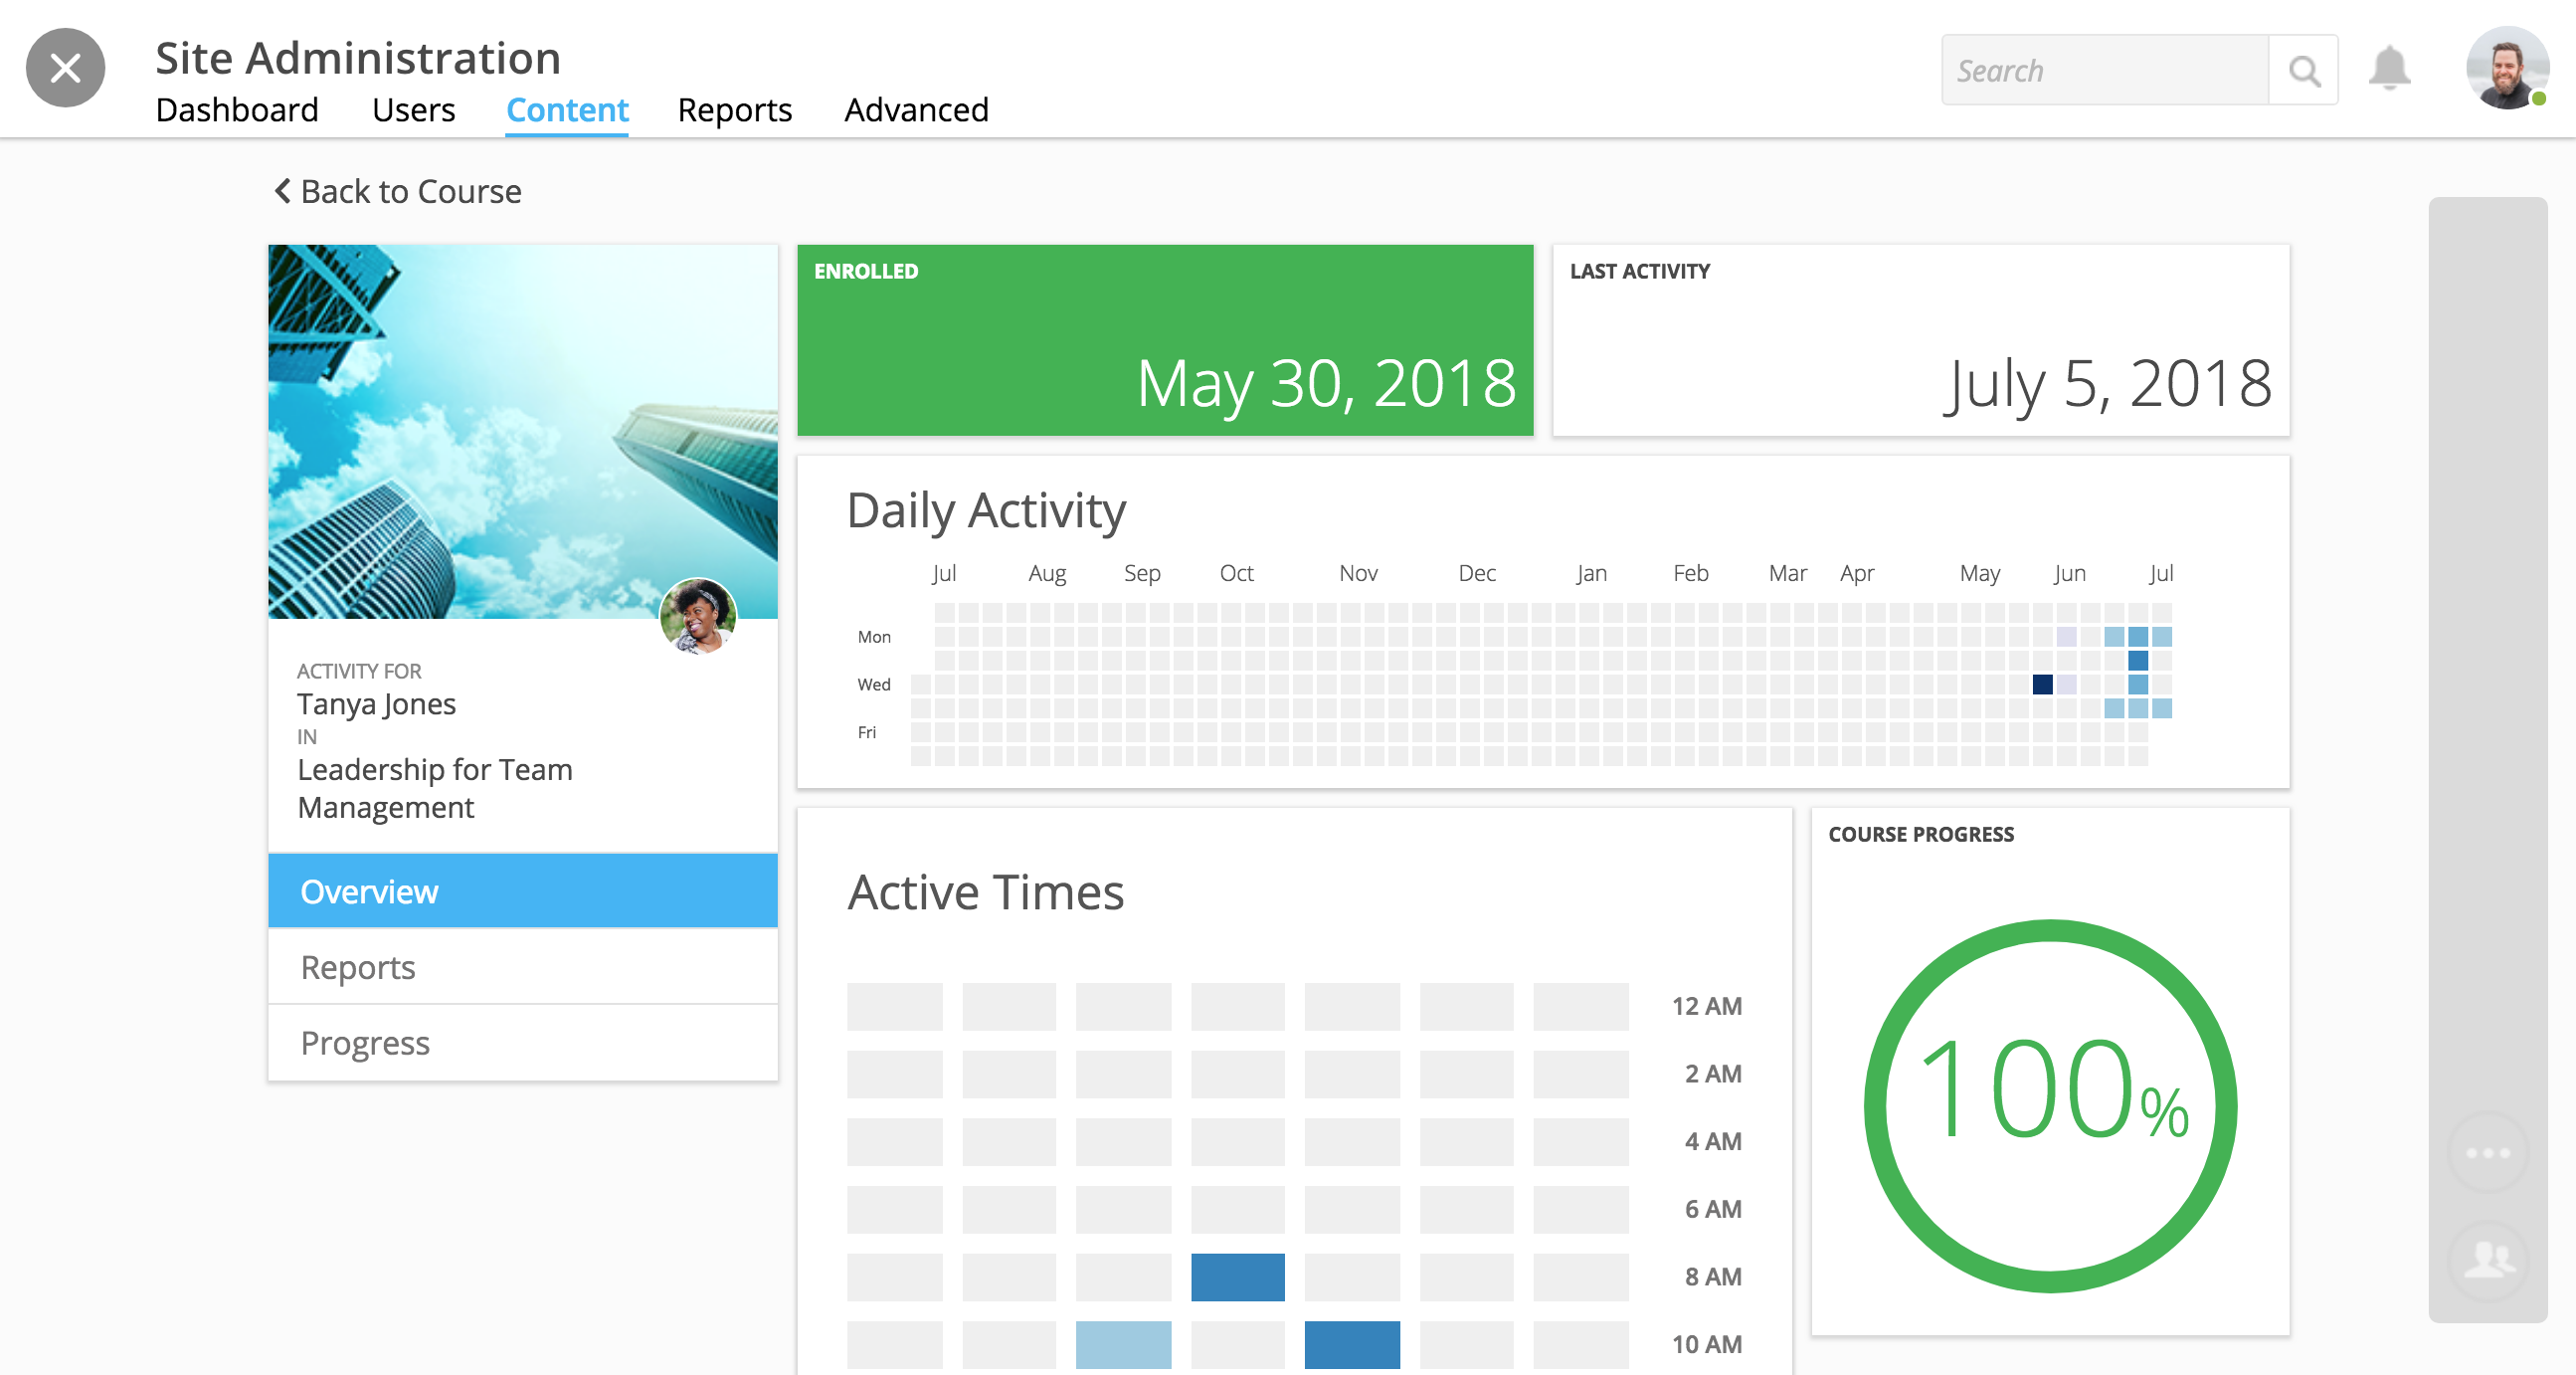 Site Administration
Search
Dashboard Users Content Reports Advanced
Back to Course
ENROLLED
May 30, 2018
LAST ACTIVITY
July 5, 2018
Daily Activity
Jul Aug Sep Oct Nov Dec Jan Feb Mar Apr May Jun Jul
Mon
Wed
Fri
ACTIVITY FOR
Tanya Jones
IN
Leadership for Team
Management
Overview
Reports
Progress
Active Times
12 AM
2 AM
4 AM
6 AM
8 AM
10 AM
COURSE PROGRESS
100%